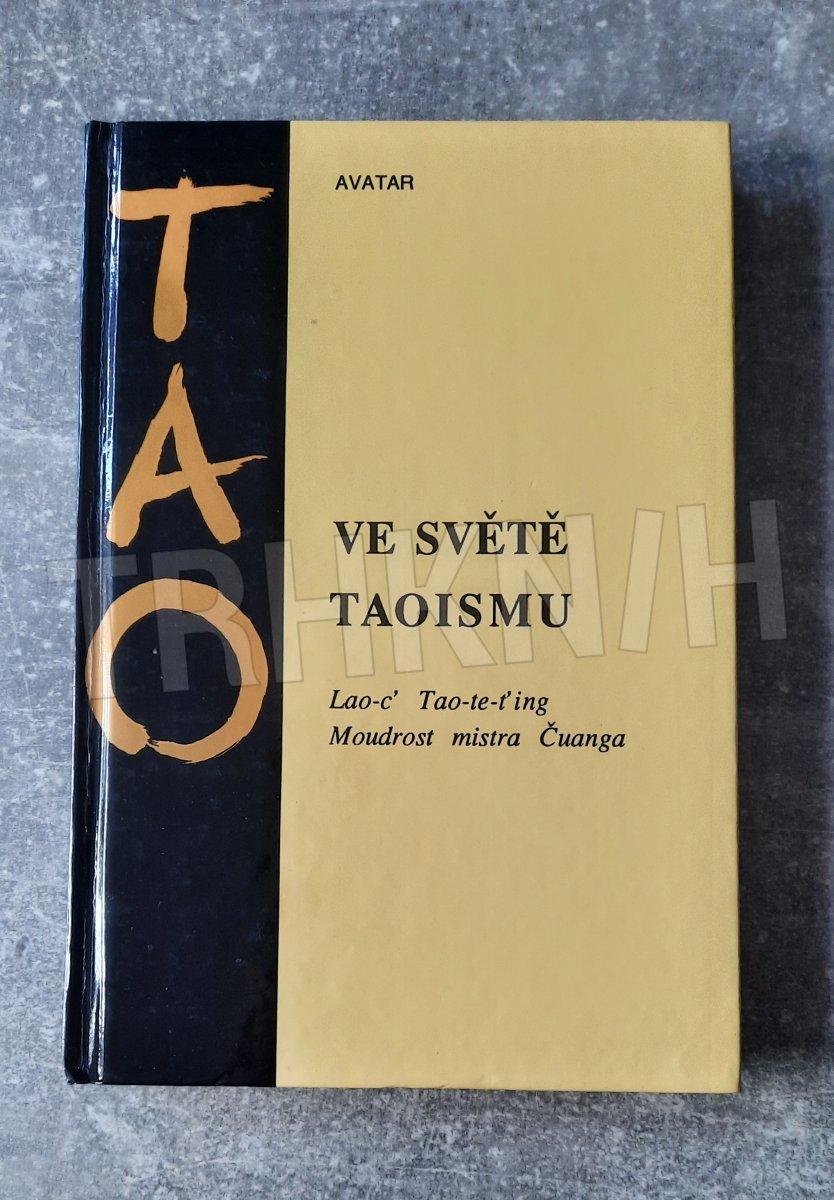 TAO
AVATAR
VE SVĚTĚ
TAOISMU
Lao-c’ Tao-te-ťing
Moudrost mistra Čuanga
TRHKNIH